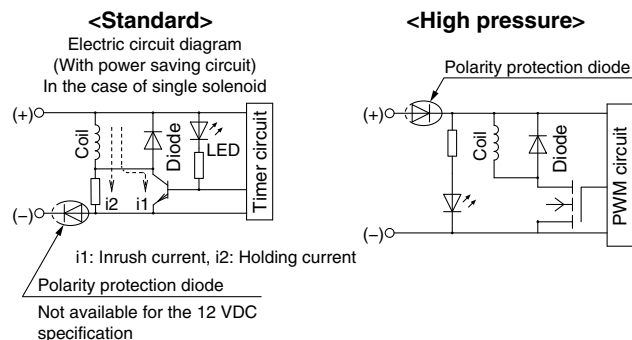 <Standard>
Electric circuit diagram
(With power saving circuit)
In the case of single solenoid
(+)
Coil
Diode
LED
Timer circuit
i2
i1
(−)
i1: Inrush current, i2: Holding current
Polarity protection diode
Not available for the 12 VDC
specification
<High pressure>
Polarity protection diode
(+)
Coil
Diode
PWM circuit
(−)